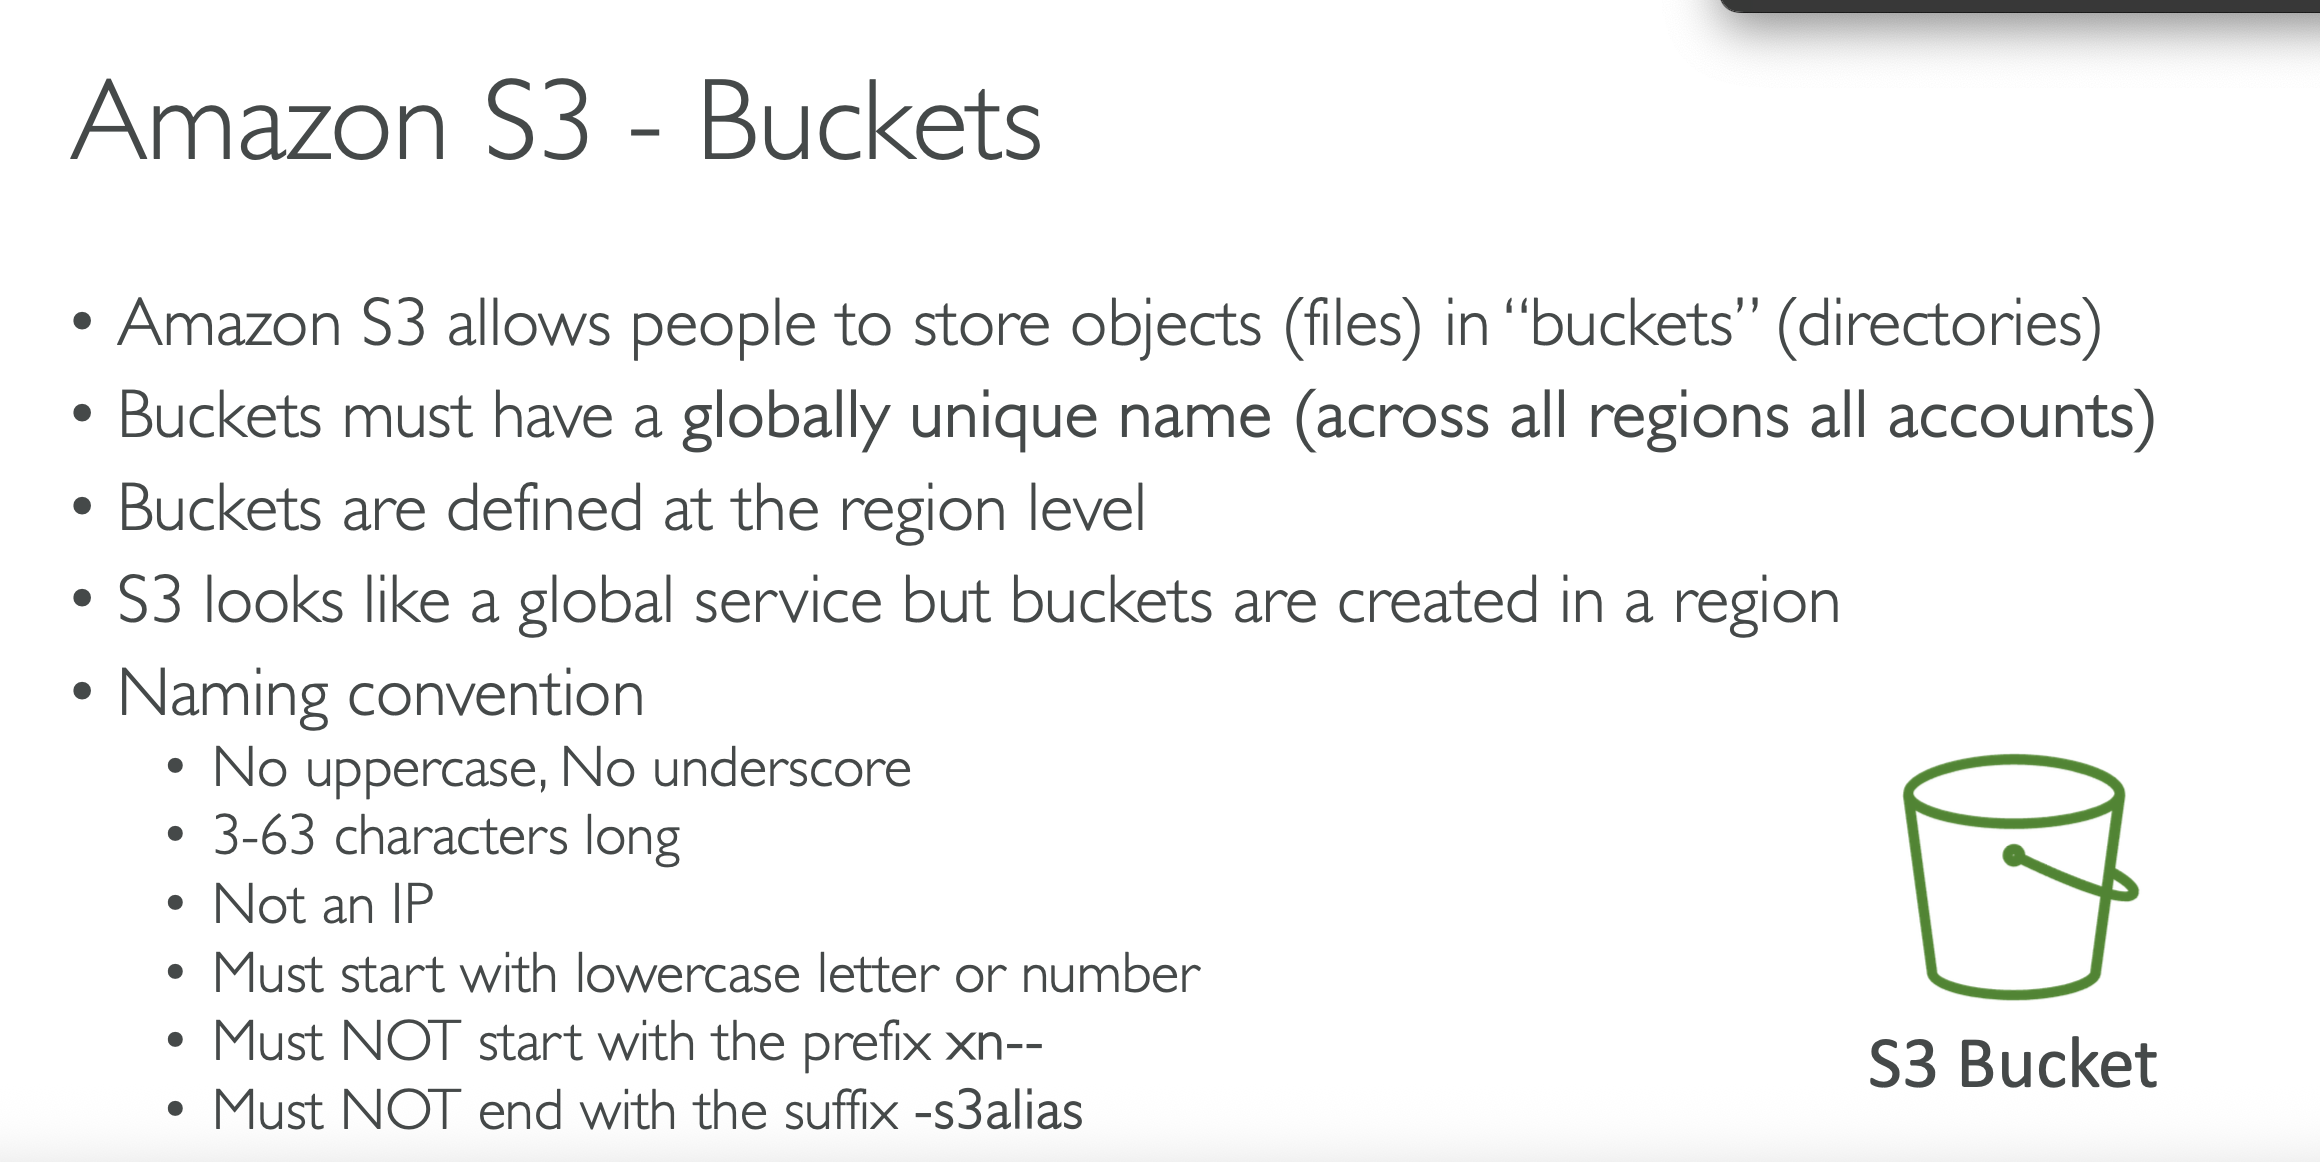 Amazon S3 - Buckets
• Amazon S3 allows people to store objects (files) in “buckets” (directories)
• Buckets must have a globally unique name (across all regions all accounts)
• Buckets are defined at the region level
• S3 looks like a global service but buckets are created in a region
• Naming convention
• No uppercase, No underscore
• 3-63 characters long
• Not an IP
• Must start with lowercase letter or number
• Must NOT start with the prefix xn--
• Must NOT end with the suffix -s3alias
S3 Bucket